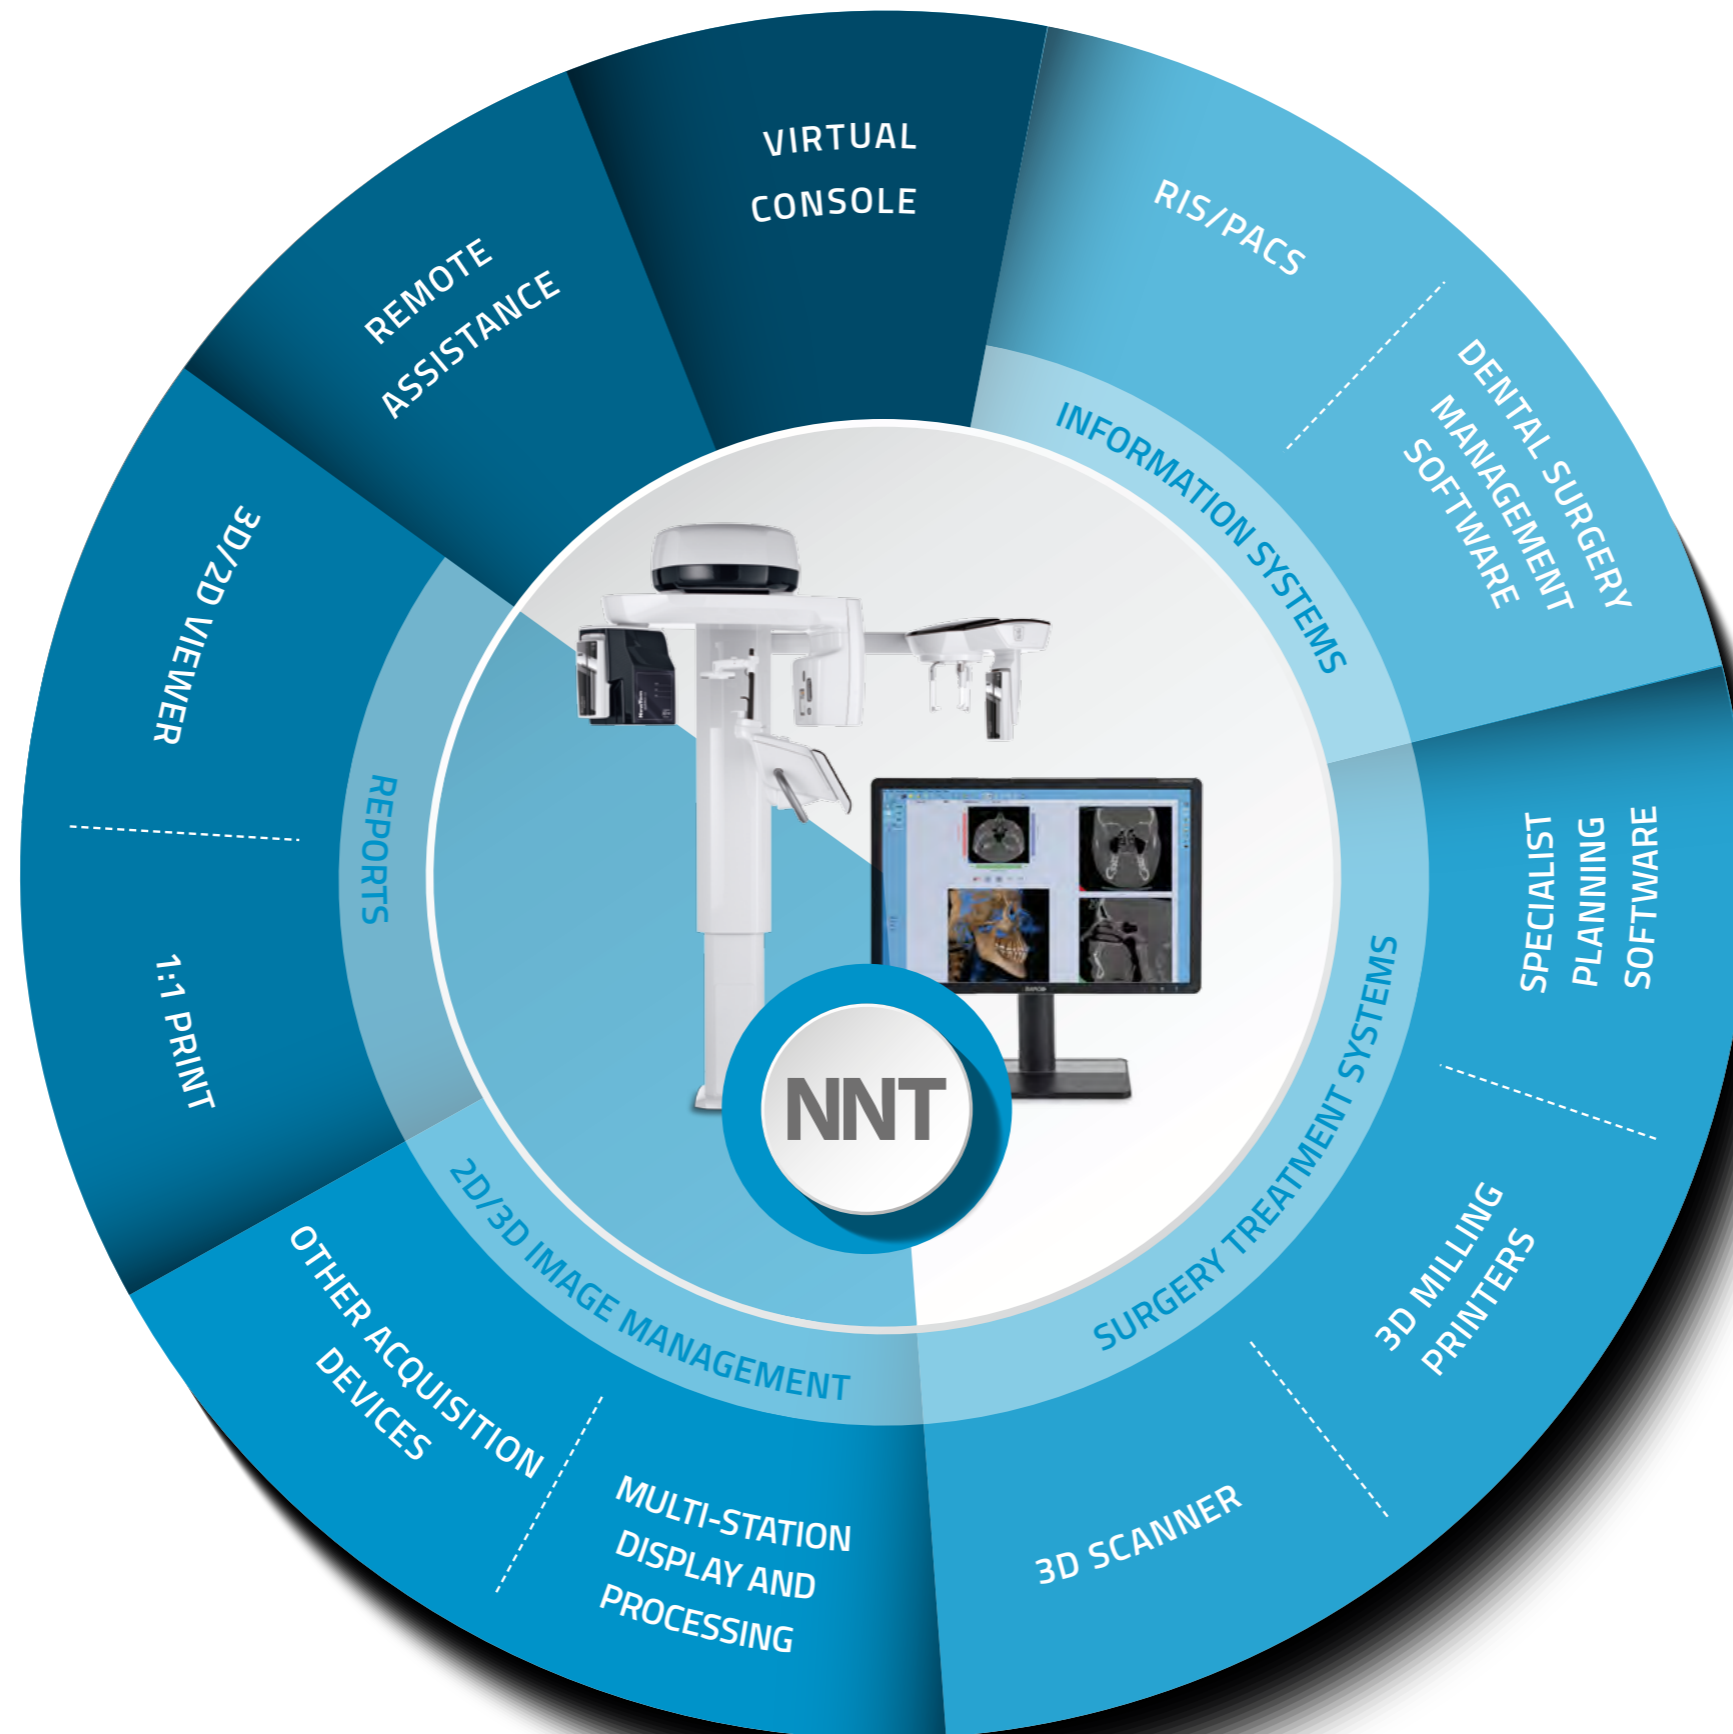 VIRTUAL
CONSOLE
RIS/PACS
DENTAL SURGERY
MANAGEMENT
SOFTWARE
INFORMATION SYSTEMS
SPECIALIST
PLANNING
SOFTWARE
3D MILLING
PRINTERS
3D SCANNER
SURGERY TREATMENT SYSTEMS
MULTI-STATION
DISPLAY AND
PROCESSING
OTHER ACQUISITION
DEVICES
2D/3D IMAGE MANAGEMENT
1:1 PRINT
3D/2D VIEWER
REPORTS
REMOTE
ASSISTANCE
NNT